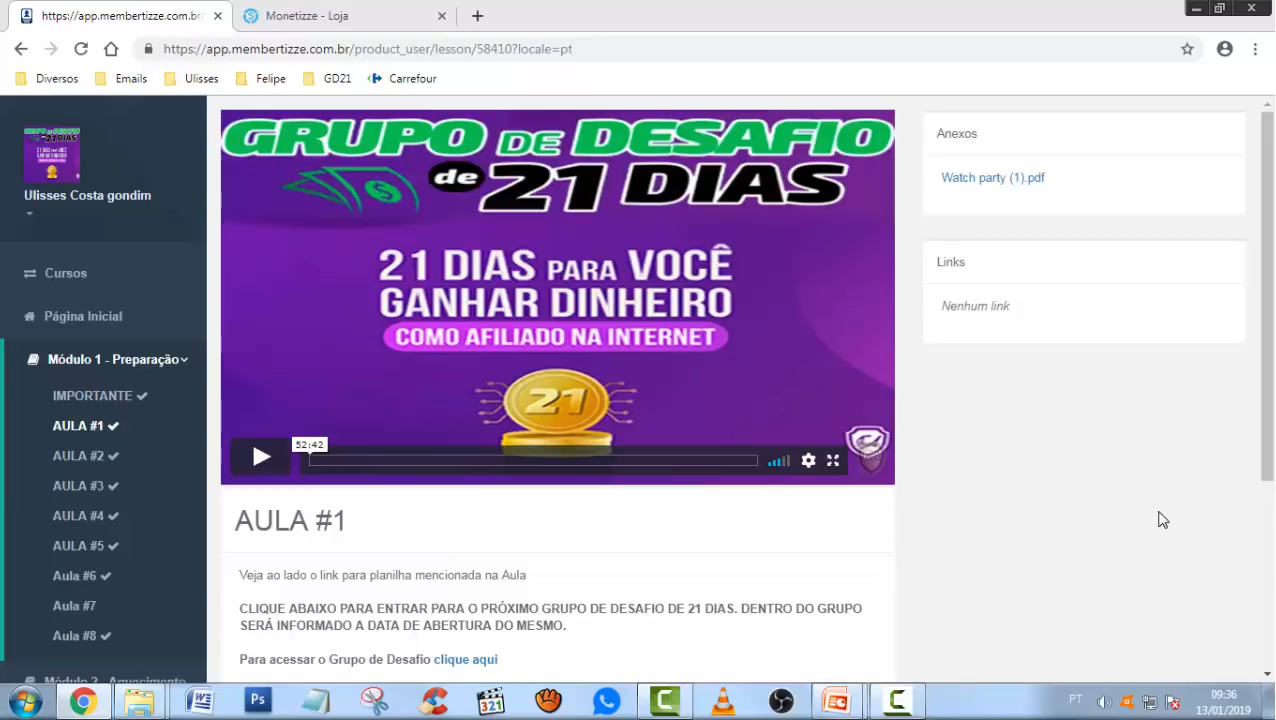 https://app.membertizze.com.br/
Monetizze - Loja
https://app.membertizze.com.br/product_user/lesson/58410?locale=pt
Diversos
Emails
Ulisses
Felipe
GD21
Carrefour
Ulisses Costa gondim
Cursos
Página Inicial
Módulo 1 - Preparação
IMPORTANTE
AULA #1
AULA #2
AULA #3
AULA #4
AULA #5
Aula #6
Aula #7
Aula #8
Módulo 2 - Aquecimento
GRUPO DE DESAFIO
de 21 DIAS
21 DIAS PARA VOCÊ
GANHAR DINHEIRO
COMO AFILIADO NA INTERNET
21
52:42
AULA #1
Veja ao lado o link para planilha mencionada na Aula
CLIQUE ABAIXO PARA ENTRAR PARA O PRÓXIMO GRUPO DE DESAFIO DE 21 DIAS. DENTRO DO GRUPO
SERÁ INFORMADO A DATA DE ABERTURA DO MESMO.
Para acessar o Grupo de Desafio clique aqui
Anexos
Watch party (1).pdf
Links
Nenhum link
Ps
321
PT
09:36
13/01/2019